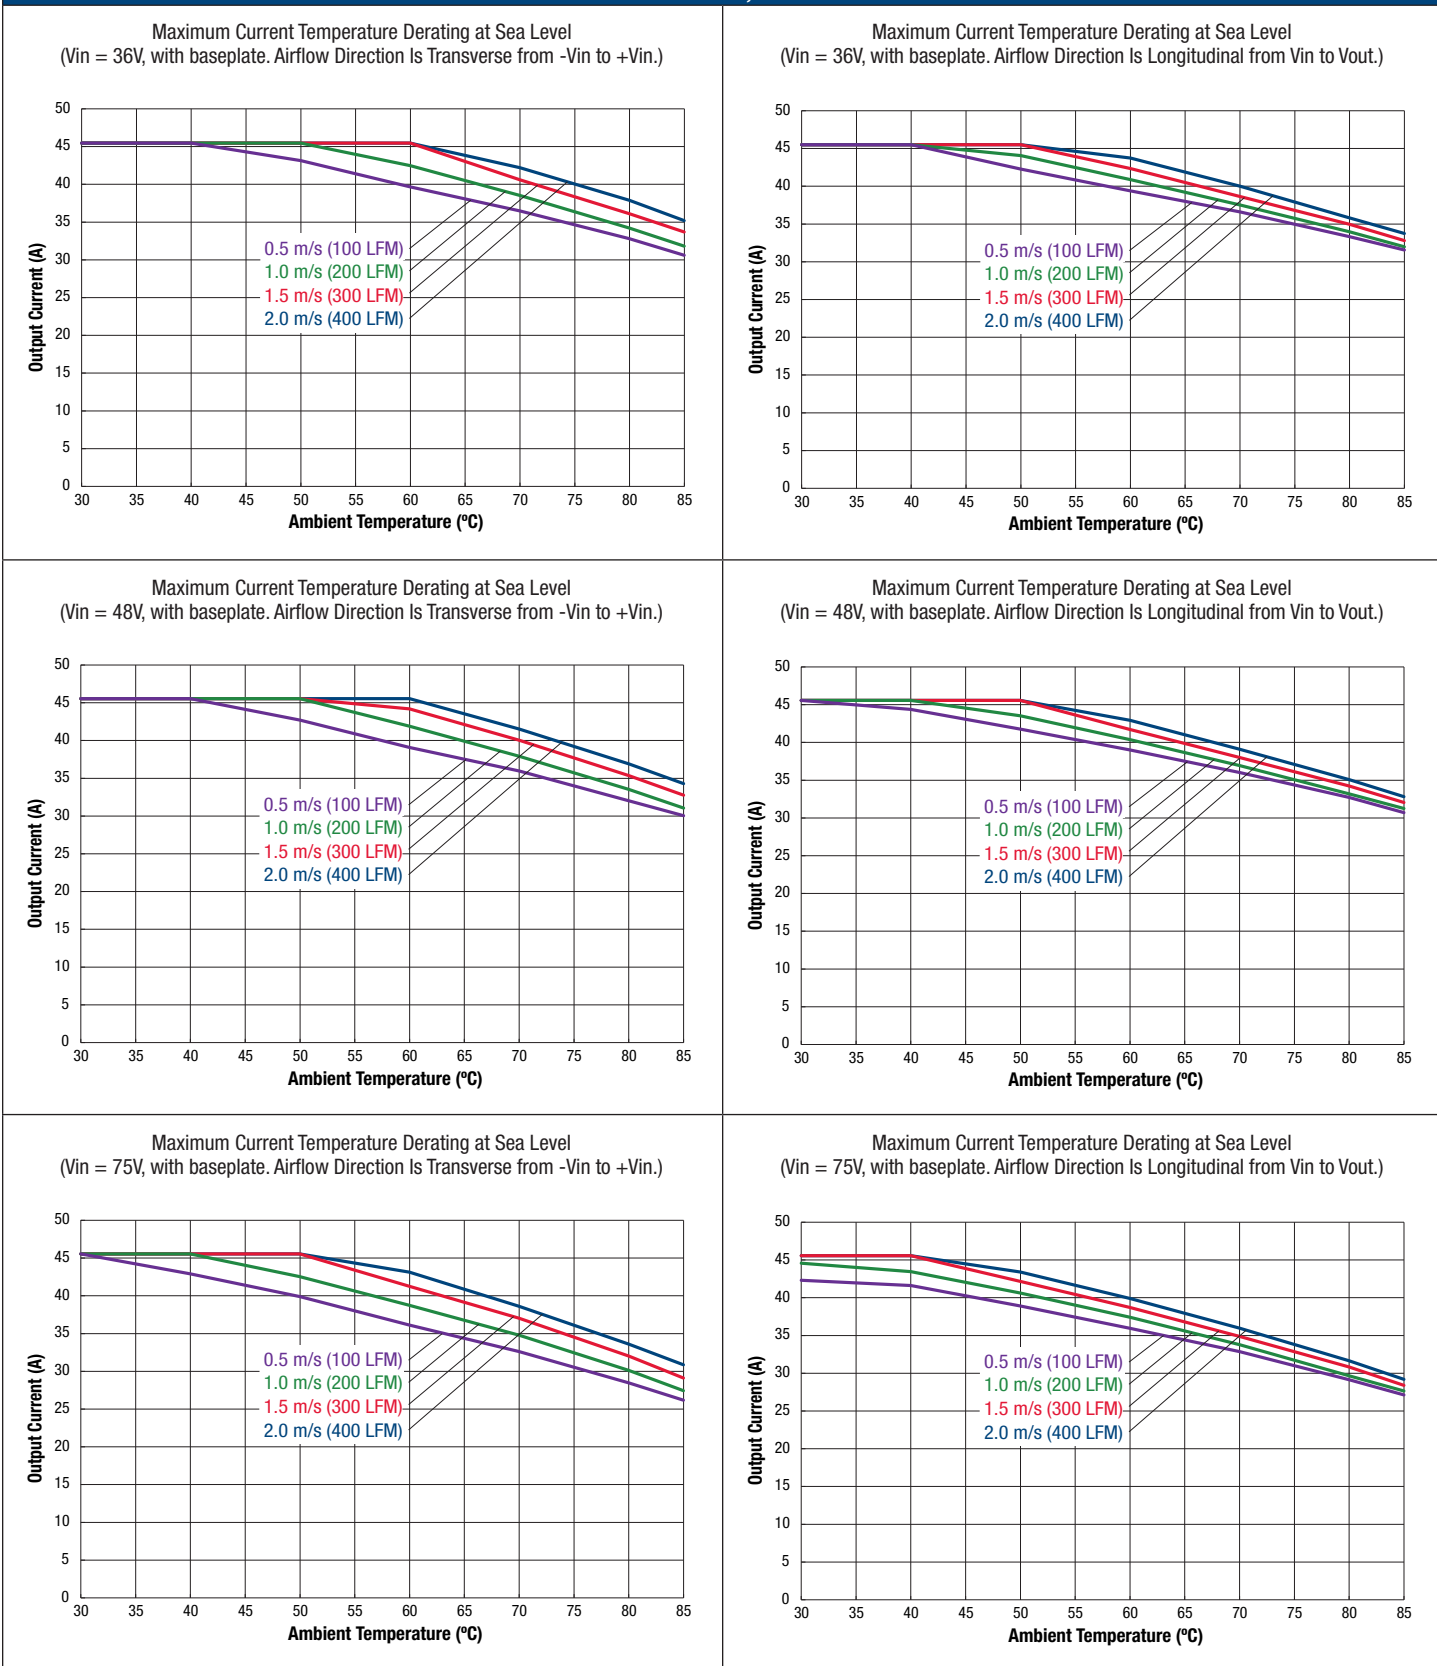 Maximum Current Temperature Derating at Sea Level
(Vin = 36V, with baseplate. Airflow Direction Is Transverse from -Vin to +Vin.)
50
45
40
35
30
25
20
15
10
5
0
Output Current (A)
0.5 m/s (100 LFM)
1.0 m/s (200 LFM)
1.5 m/s (300 LFM)
2.0 m/s (400 LFM)
30 35 40 45 50 55 60 65 70 75 80 85
Ambient Temperature (ºC)
Maximum Current Temperature Derating at Sea Level
(Vin = 36V, with baseplate. Airflow Direction Is Longitudinal from Vin to Vout.)
50
45
40
35
30
25
20
15
10
5
0
Output Current (A)
0.5 m/s (100 LFM)
1.0 m/s (200 LFM)
1.5 m/s (300 LFM)
2.0 m/s (400 LFM)
30 35 40 45 50 55 60 65 70 75 80 85
Ambient Temperature (ºC)
Maximum Current Temperature Derating at Sea Level
(Vin = 48V, with baseplate. Airflow Direction Is Transverse from -Vin to +Vin.)
50
45
40
35
30
25
20
15
10
5
0
Output Current (A)
0.5 m/s (100 LFM)
1.0 m/s (200 LFM)
1.5 m/s (300 LFM)
2.0 m/s (400 LFM)
30 35 40 45 50 55 60 65 70 75 80 85
Ambient Temperature (ºC)
Maximum Current Temperature Derating at Sea Level
(Vin = 48V, with baseplate. Airflow Direction Is Longitudinal from Vin to Vout.)
50
45
40
35
30
25
20
15
10
5
0
Output Current (A)
0.5 m/s (100 LFM)
1.0 m/s (200 LFM)
1.5 m/s (300 LFM)
2.0 m/s (400 LFM)
30 35 40 45 50 55 60 65 70 75 80 85
Ambient Temperature (ºC)
Maximum Current Temperature Derating at Sea Level
(Vin = 75V, with baseplate. Airflow Direction Is Transverse from -Vin to +Vin.)
50
45
40
35
30
25
20
15
10
5
0
Output Current (A)
0.5 m/s (100 LFM)
1.0 m/s (200 LFM)
1.5 m/s (300 LFM)
2.0 m/s (400 LFM)
30 35 40 45 50 55 60 65 70 75 80 85
Ambient Temperature (ºC)
Maximum Current Temperature Derating at Sea Level
(Vin = 75V, with baseplate. Airflow Direction Is Longitudinal from Vin to Vout.)
50
45
40
35
30
25
20
15
10
5
0
Output Current (A)
0.5 m/s (100 LFM)
1.0 m/s (200 LFM)
1.5 m/s (300 LFM)
2.0 m/s (400 LFM)
30 35 40 45 50 55 60 65 70 75 80 85
Ambient Temperature (ºC)